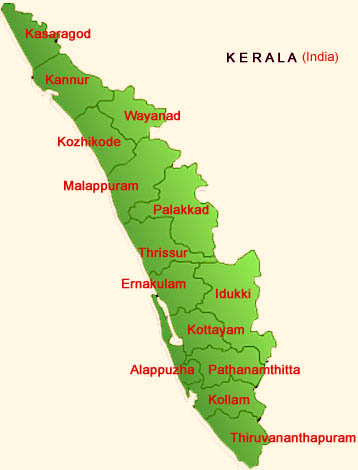 Kasaragod
KERALA (India)
Kannur
Wayanad
Kozhikode
Malappuram
Palakkad
Thrissur
Ernakulam
Idukki
Kottayam
Alappuzha
Pathanamthitta
Kollam
Thiruvananthapuram